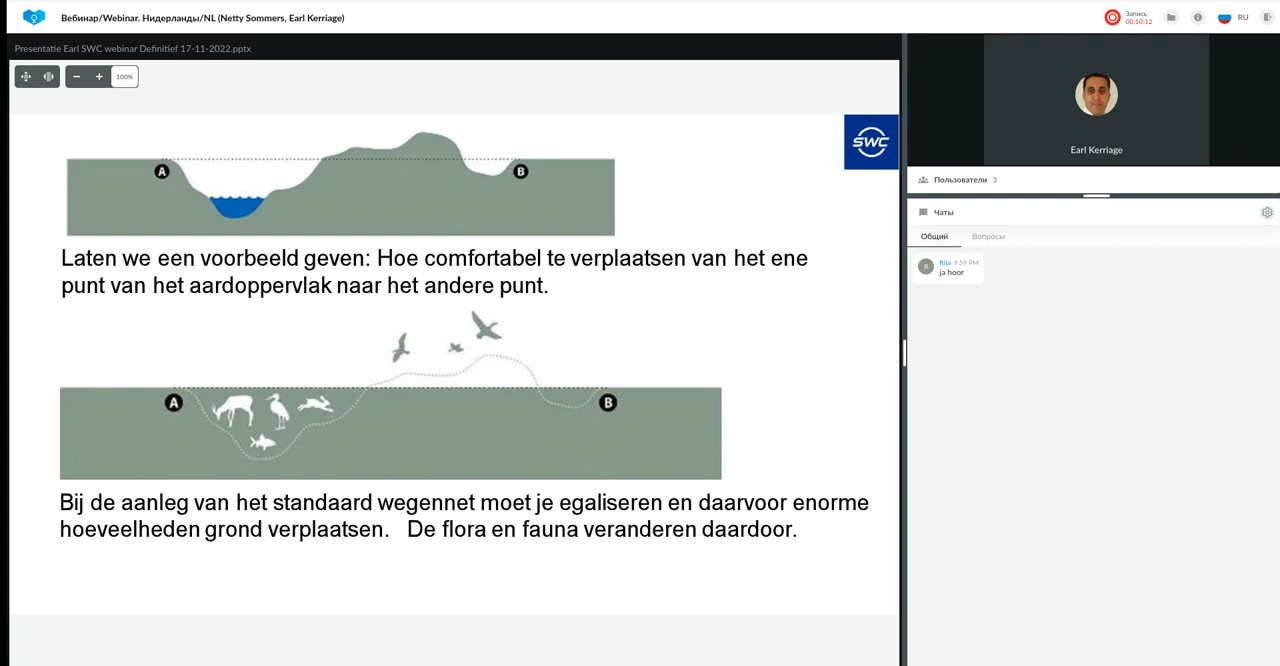 Вебинар/Webinar. Нидерланды/NL (Netty Sommers, Earl Kerriage)
Запись
00:10:12
RU
Presentatie Earl SWC webinar Definitief 17-11-2022.pptx
100%
SWC
A
B
Laten we een voorbeeld geven: Hoe comfortabel te verplaatsen van het ene
punt van het aardoppervlak naar het andere punt.
A
B
Bij de aanleg van het standaard wegennet moet je egaliseren en daarvoor enorme
hoeveelheden grond verplaatsen. De flora en fauna veranderen daardoor.
Earl Kerriage
Пользователи 3
Чаты
Общий Вопросы
R
Rita 9:59 PM
ja hoor